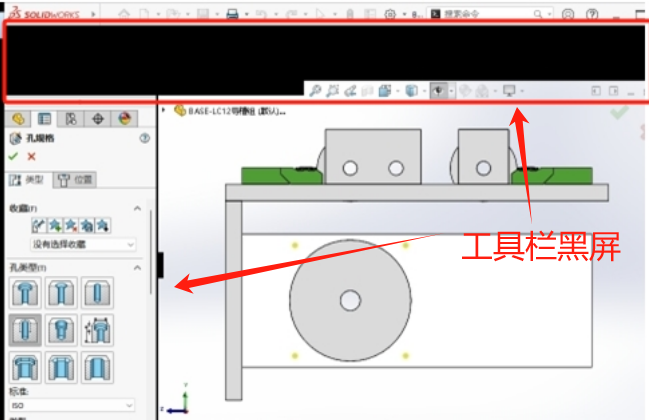 SOLIDWORKS
搜索命令
BASE-LC12导槽组 (默认)...
孔规格
类型
位置
收藏(F)
没有选择收藏
工具栏黑屏
孔类型(T)
标准:
ISO